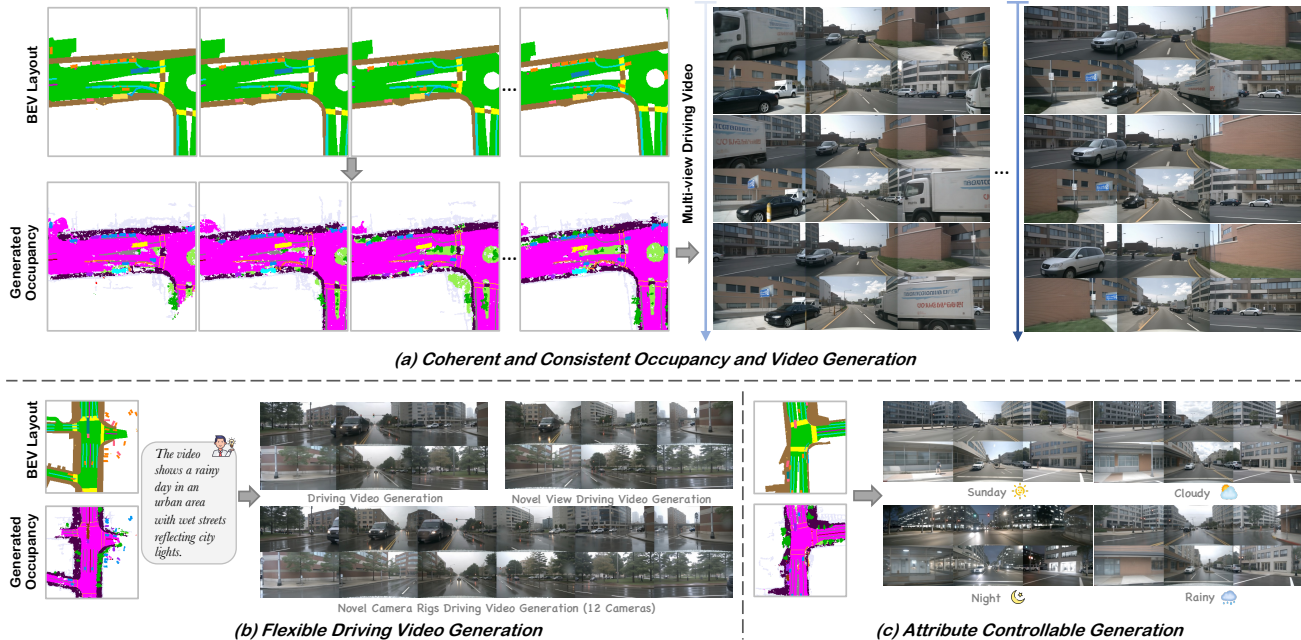 BEV Layout
...
Generated
Occupancy
...
Multi-view Driving Video
...
(a) Coherent and Consistent Occupancy and Video Generation
BEV Layout
Generated
Occupancy
The video
shows a rainy
day in an
urban area
with wet streets
reflecting city
lights.
Driving Video Generation
Novel View Driving Video Generation
Novel Camera Rigs Driving Video Generation (12 Cameras)
(b) Flexible Driving Video Generation
Sunday
Cloudy
Night
Rainy
(c) Attribute Controllable Generation